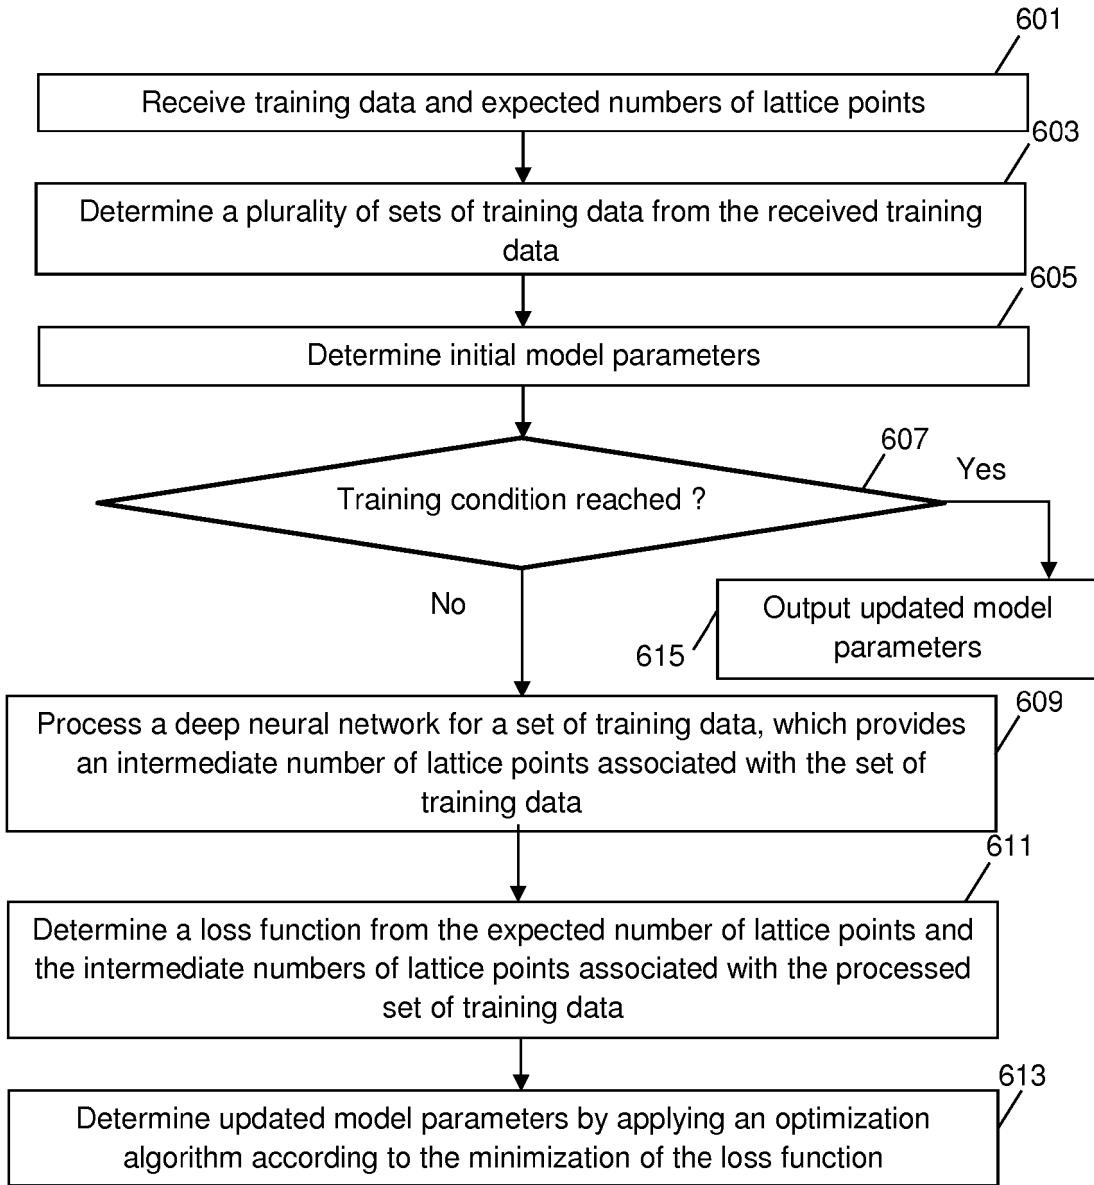 601
Receive training data and expected numbers of lattice points
603
Determine a plurality of sets of training data from the received training
data
605
Determine initial model parameters
607
Yes
Training condition reached ?
No
Output updated model
parameters
615
609
Process a deep neural network for a set of training data, which provides
an intermediate number of lattice points associated with the set of
training data
611
Determine a loss function from the expected number of lattice points and
the intermediate numbers of lattice points associated with the processed
set of training data
613
Determine updated model parameters by applying an optimization
algorithm according to the minimization of the loss function